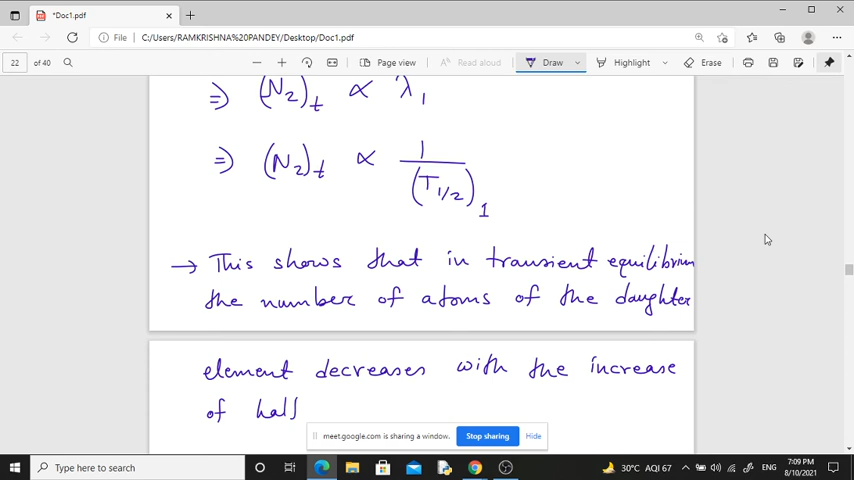 *Doc1.pdf
File C:/Users/RAMKRISHNA%20PANDEY/Desktop/Doc1.pdf
22 of 40 Page view Read aloud Draw Highlight Erase
=> (N2)t ∝ λ1
=> (N2)t ∝ 1/(T1/2)1
→ This shows that in transient equilibrium
the number of atoms of the daughter
element decreases with the increase
of half
meet.google.com is sharing a window. Stop sharing Hide
Type here to search 30°C AQI 67 ENG 7:09 PM
8/10/2021